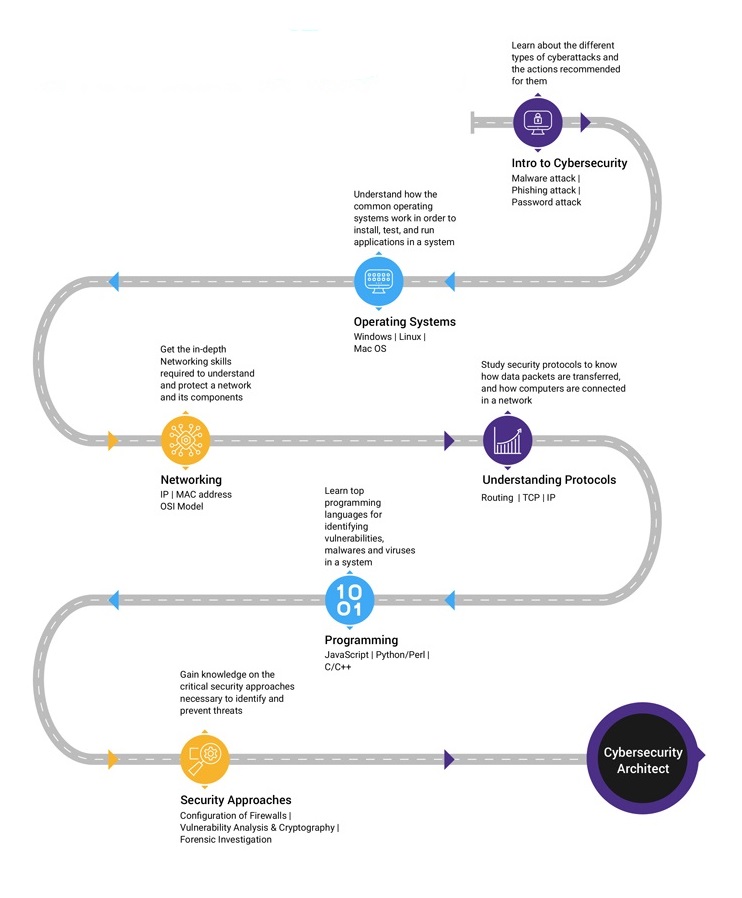 Learn about the different
types of cyberattacks and
the actions recommended
for them
Intro to Cybersecurity
Malware attack |
Phishing attack |
Password attack
Understand how the
common operating
systems work in order to
install, test, and run
applications in a system
Operating Systems
Windows | Linux |
Mac OS
Get the in-depth
Networking skills
required to understand
and protect a network
and its components
Networking
IP | MAC address
OSI Model
Study security protocols to know
how data packets are transferred,
and how computers are connected
in a network
Understanding Protocols
Routing | TCP | IP
Learn top
programming
languages for
identifying
vulnerabilities,
malwares and viruses
in a system
10
01
Programming
JavaScript | Python/Perl |
C/C++
Gain knowledge on the
critical security approaches
necessary to identify and
prevent threats
Security Approaches
Configuration of Firewalls |
Vulnerability Analysis & Cryptography |
Forensic Investigation
Cybersecurity
Architect